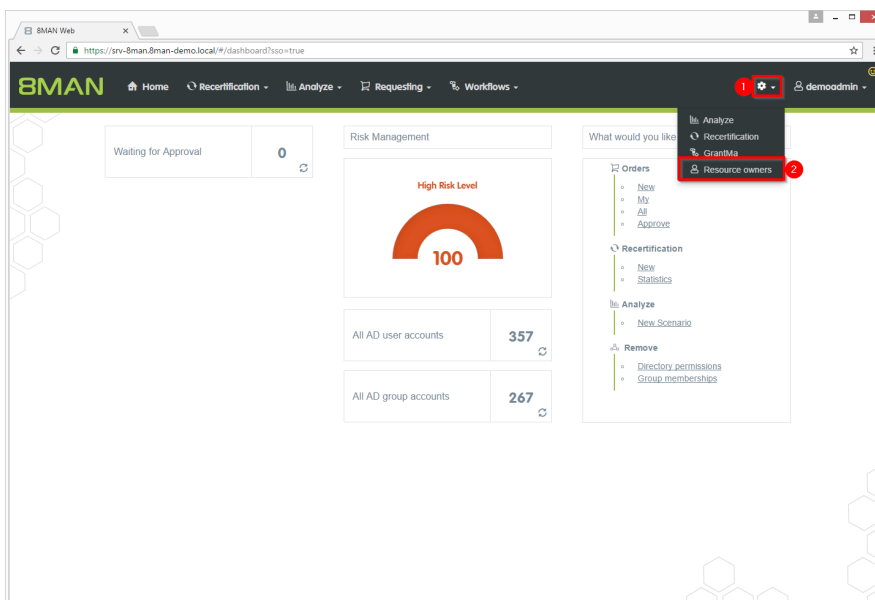 8MAN Web
https://srv-8man.8man-demo.local/#/dashboard?sso=true
8MAN Home Recertification Analyze Requesting Workflows 1 demoadmin
Analyze
Recertification
GrantMa
Resource owners 2
Waiting for Approval 0
Risk Management
High Risk Level
100
All AD user accounts 357
All AD group accounts 267
What would you like
Orders
New
My
All
Approve
Recertification
New
Statistics
Analyze
New Scenario
Remove
Directory permissions
Group memberships